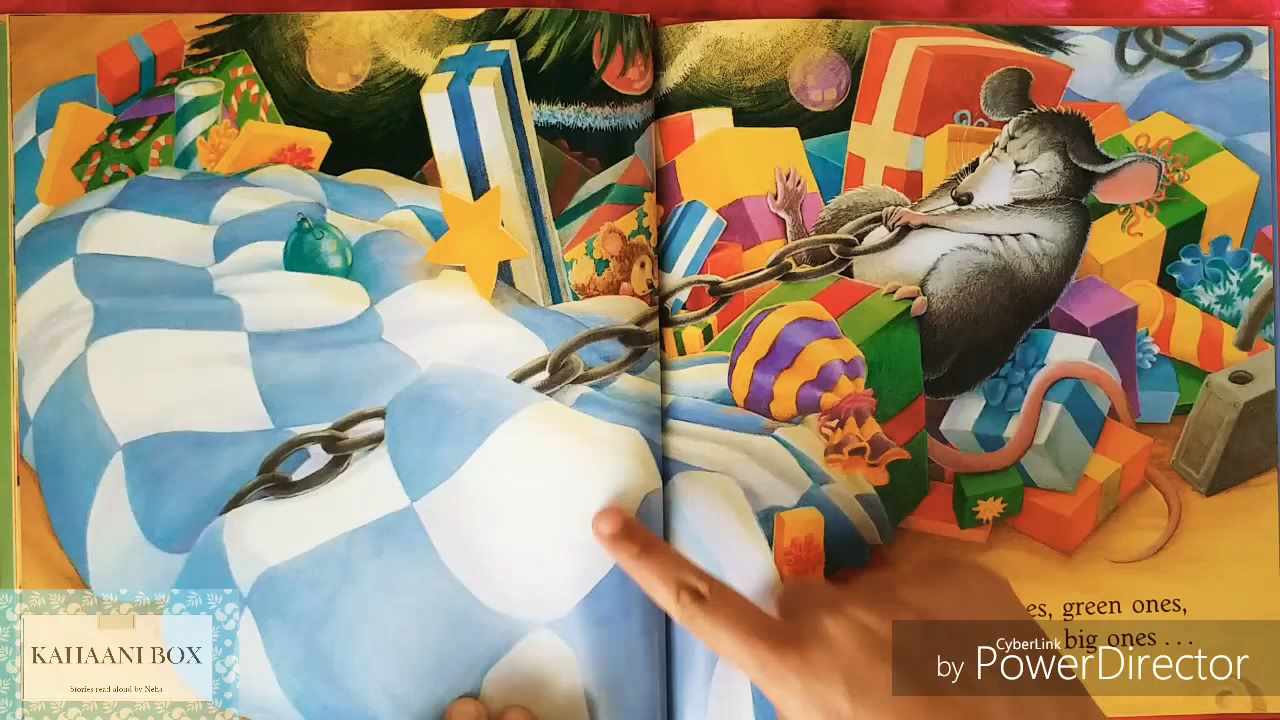 es, green ones,
big ones ...
CyberLink
by PowerDirector
KAHAANI BOX
Stories read aloud by Neha